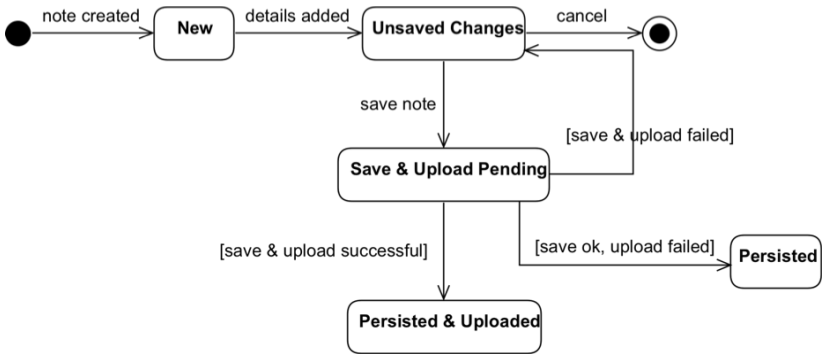 note created
New
details added
Unsaved Changes
cancel
save note
[save & upload failed]
Save & Upload Pending
[save & upload successful]
[save ok, upload failed]
Persisted
Persisted & Uploaded